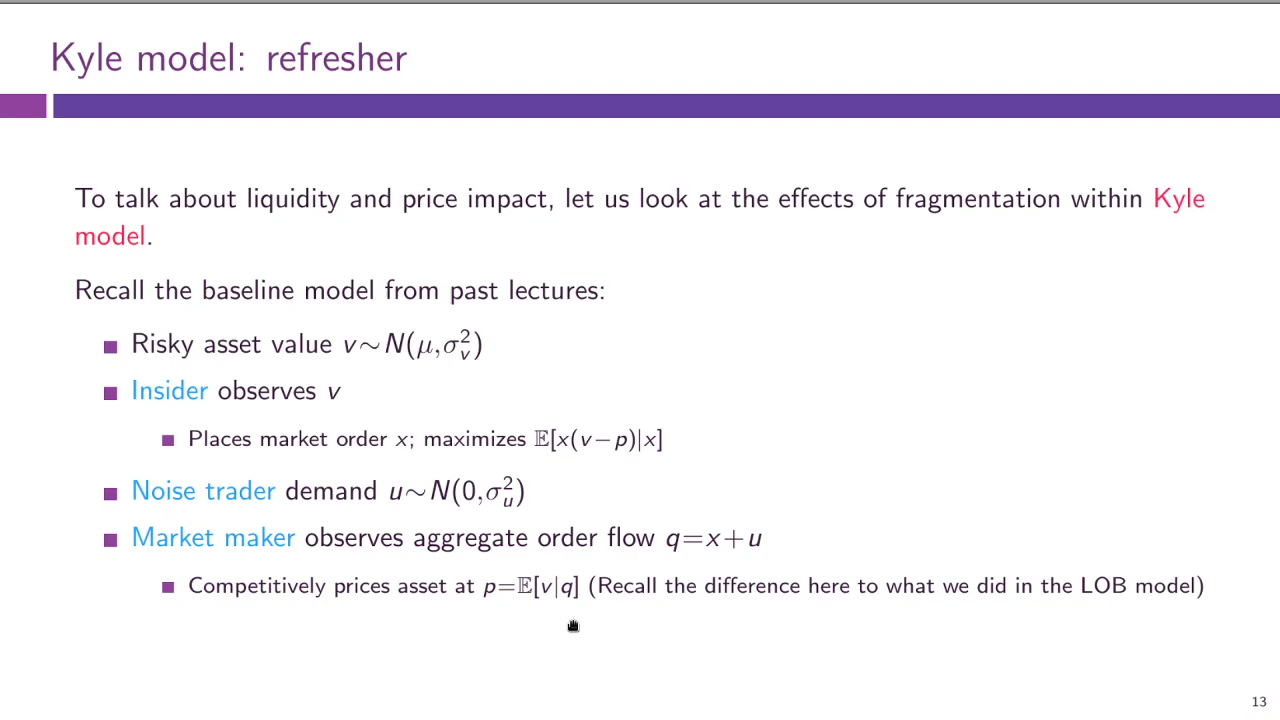 Kyle model: refresher
To talk about liquidity and price impact, let us look at the effects of fragmentation within Kyle
model.
Recall the baseline model from past lectures:
Risky asset value v∼N(μ,σ²ᵥ)
Insider observes v
Places market order x; maximizes 𝔼[x(v−p)|x]
Noise trader demand u∼N(0,σ²ᵤ)
Market maker observes aggregate order flow q=x+u
Competitively prices asset at p=𝔼[v|q] (Recall the difference here to what we did in the LOB model)
13